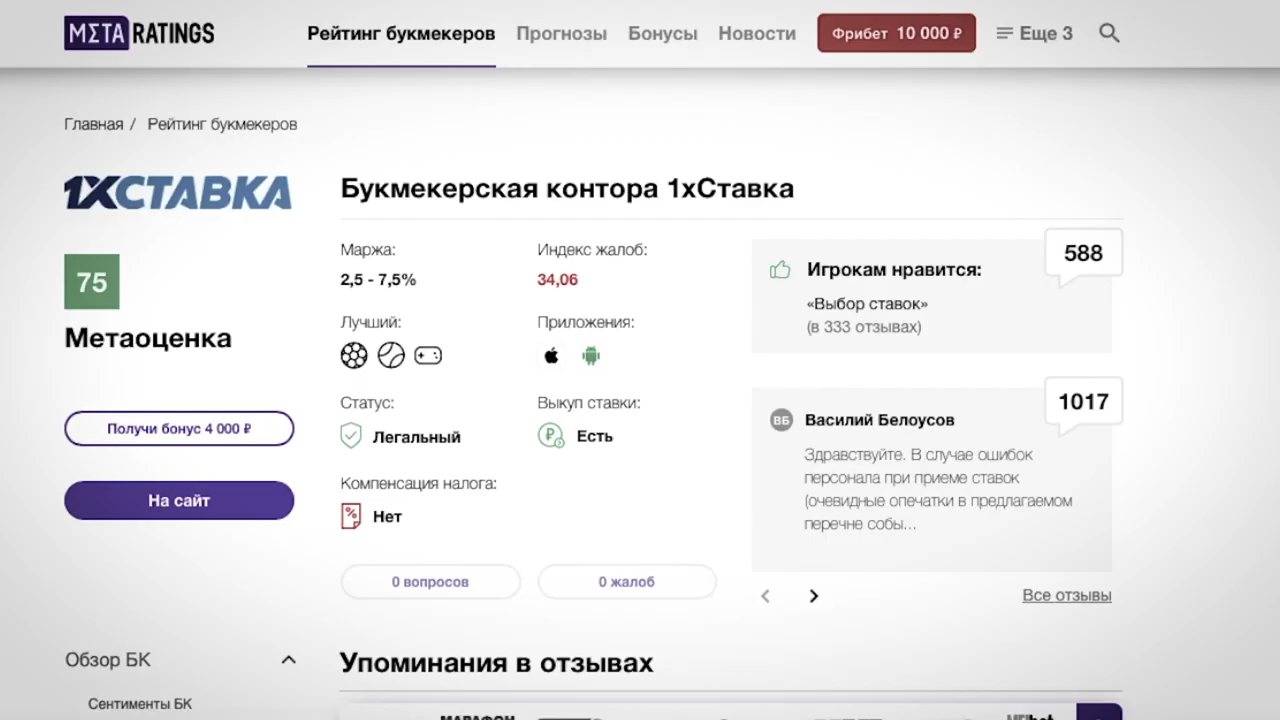 МΣТА RATINGS
Рейтинг букмекеров
Прогнозы
Бонусы
Новости
Фрибет 10 000 ₽
Еще 3
Главная / Рейтинг букмекеров
1XСТАВКА
75
Метаоценка
Получи бонус 4 000 ₽
На сайт
Обзор БК
Сентименты БК
Букмекерская контора 1хСтавка
Маржа:
2,5 - 7,5%
Индекс жалоб:
34,06
Лучший:
Приложения:
Статус:
Легальный
Выкуп ставки:
Есть
Компенсация налога:
Нет
0 вопросов
0 жалоб
588
Игрокам нравится:
«Выбор ставок»
(в 333 отзывах)
1017
ВБ
Василий Белоусов
Здравствуйте. В случае ошибок
персонала при приеме ставок
(очевидные опечатки в предлагаемом
перечне собы...
Все отзывы
Упоминания в отзывах
МАРАФОН